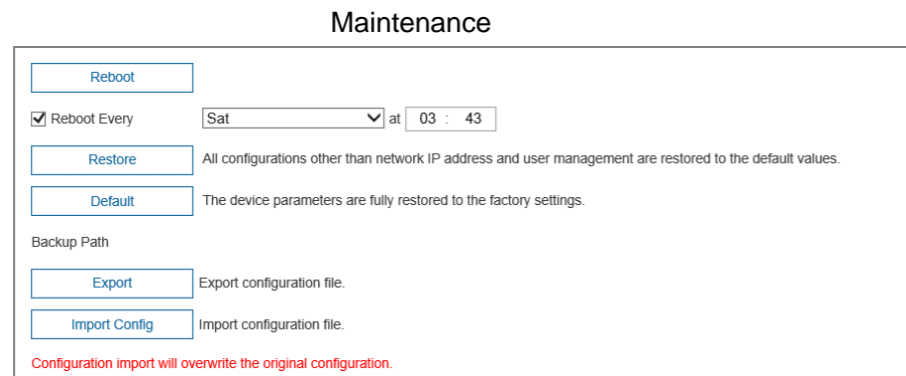 Maintenance
Reboot
Reboot Every Sat at 03 : 43
Restore All configurations other than network IP address and user management are restored to the default values.
Default The device parameters are fully restored to the factory settings.
Backup Path
Export Export configuration file.
Import Config Import configuration file.
Configuration import will overwrite the original configuration.